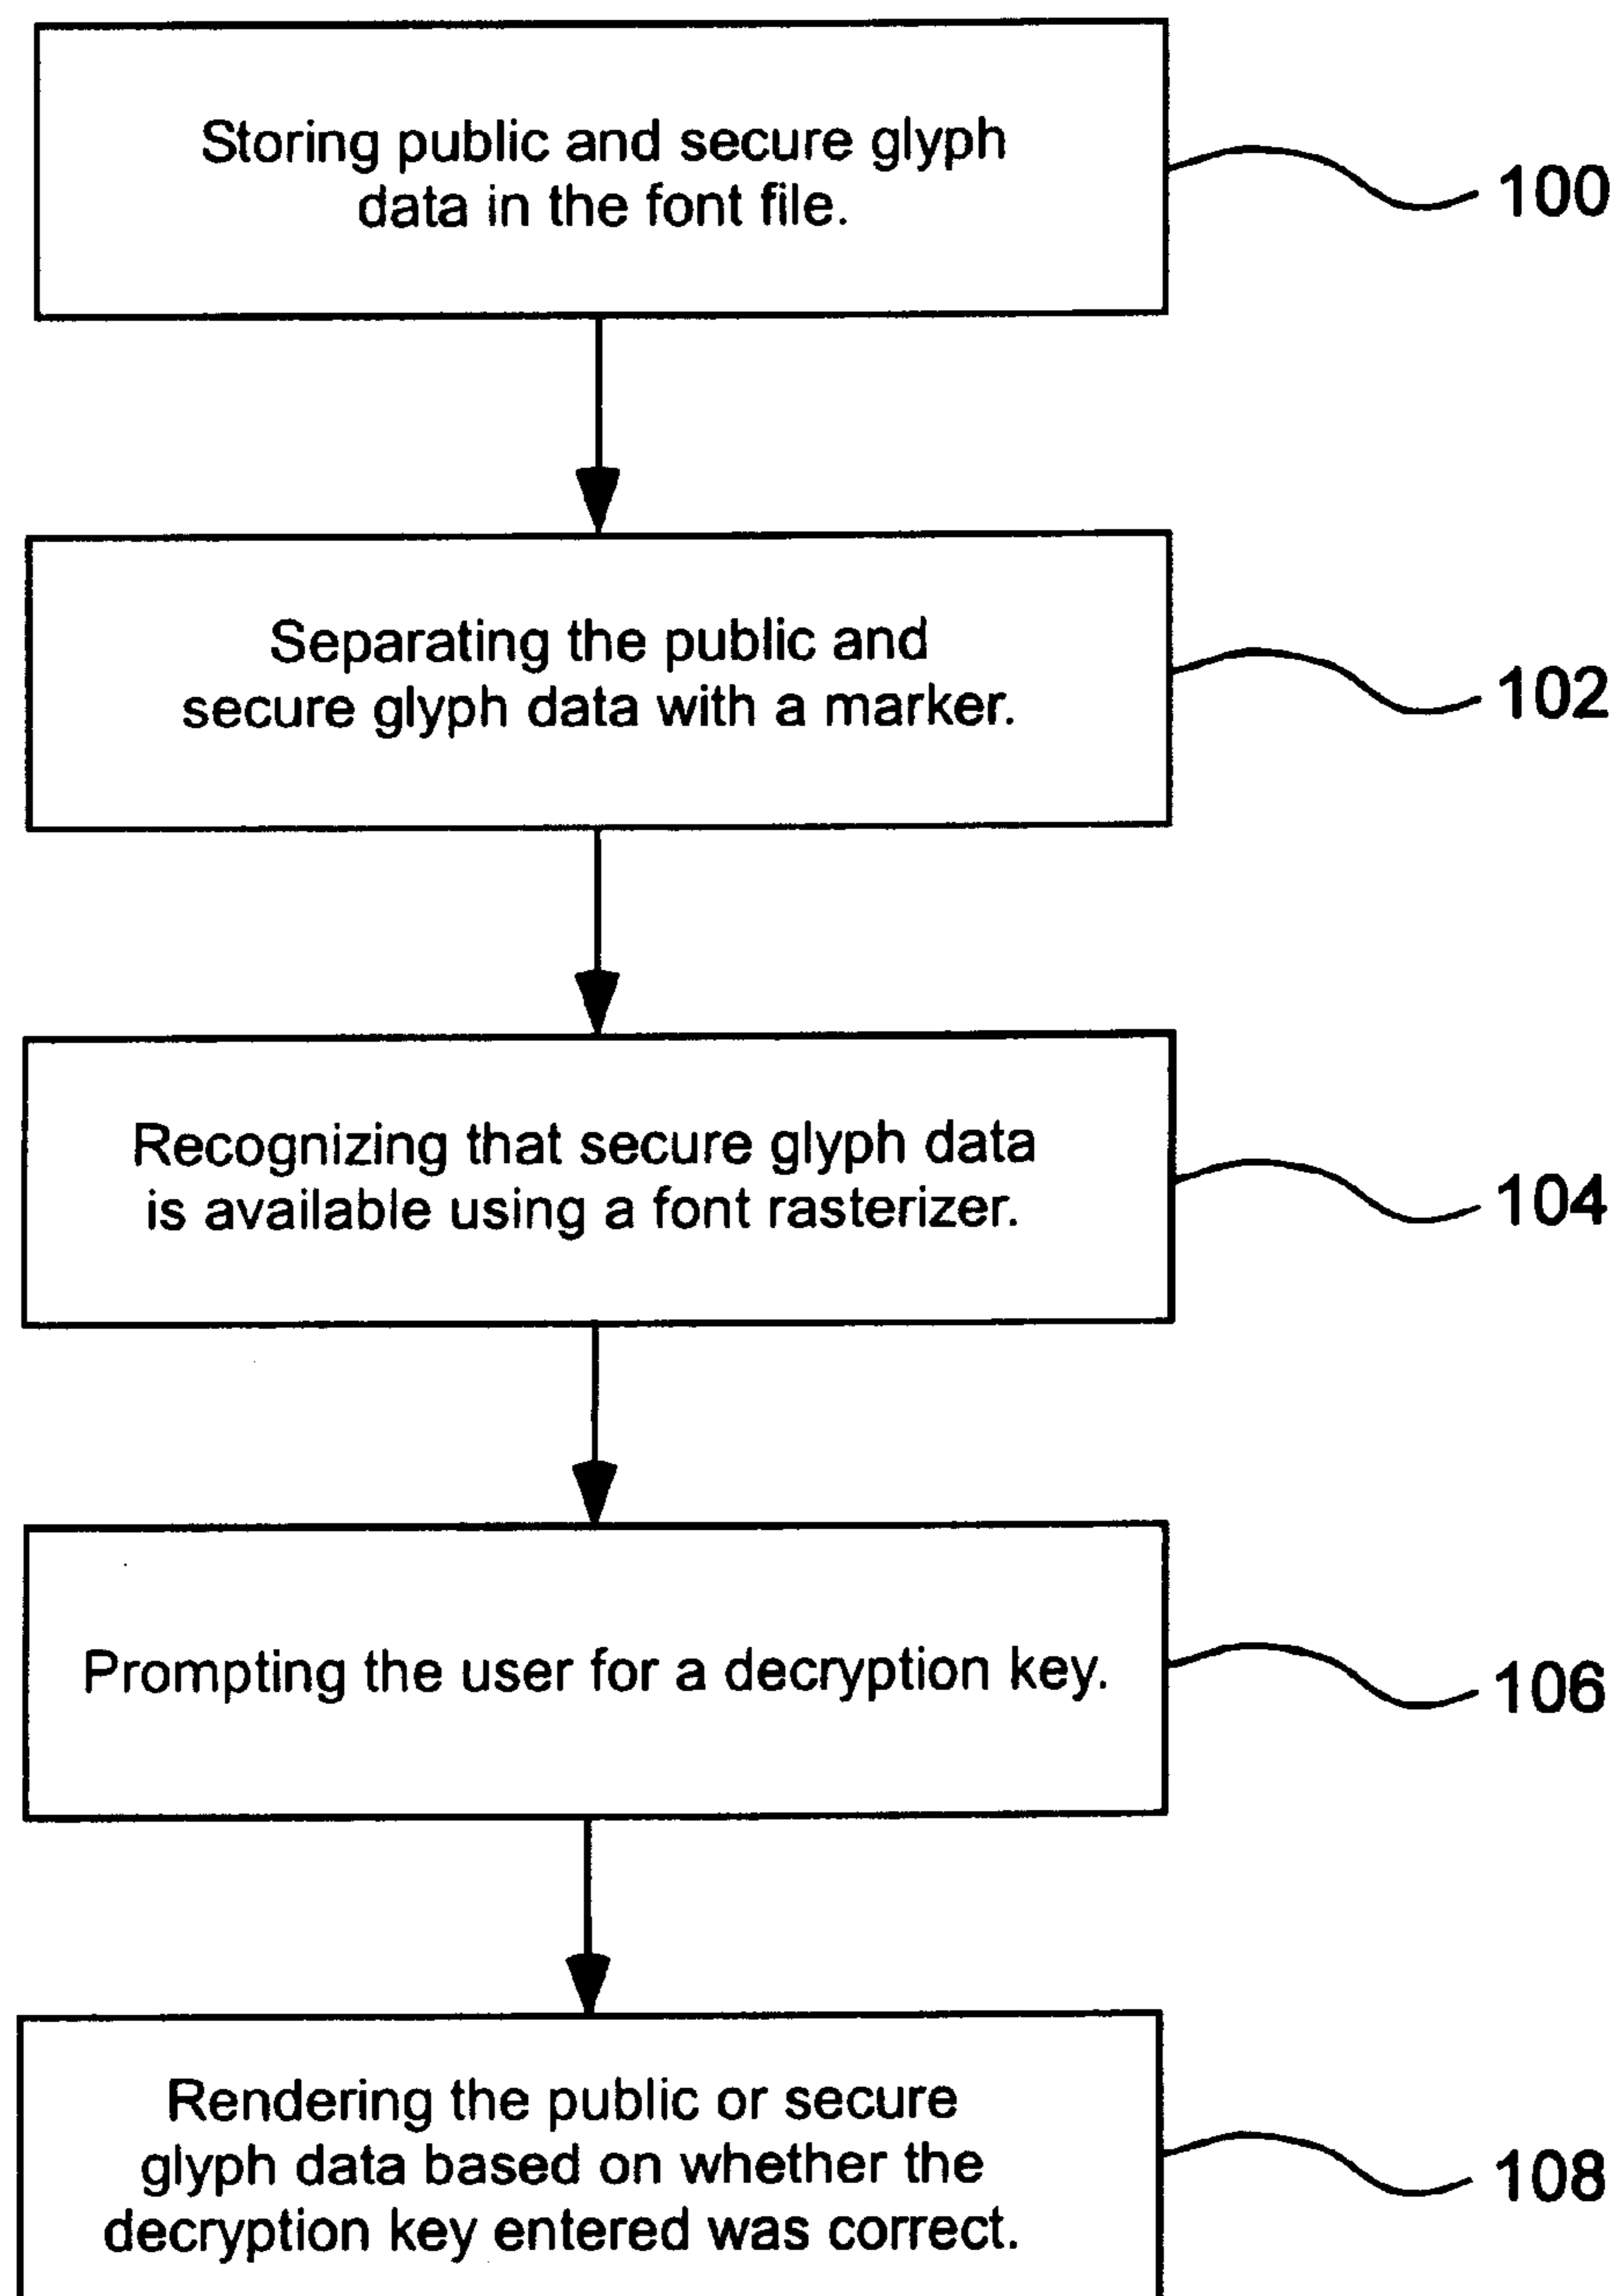 Storing public and secure glyph
data in the font file.
100
Separating the public and
secure glyph data with a marker.
102
Recognizing that secure glyph data
is available using a font rasterizer.
104
Prompting the user for a decryption key.
106
Rendering the public or secure
glyph data based on whether the
decryption key entered was correct.
108